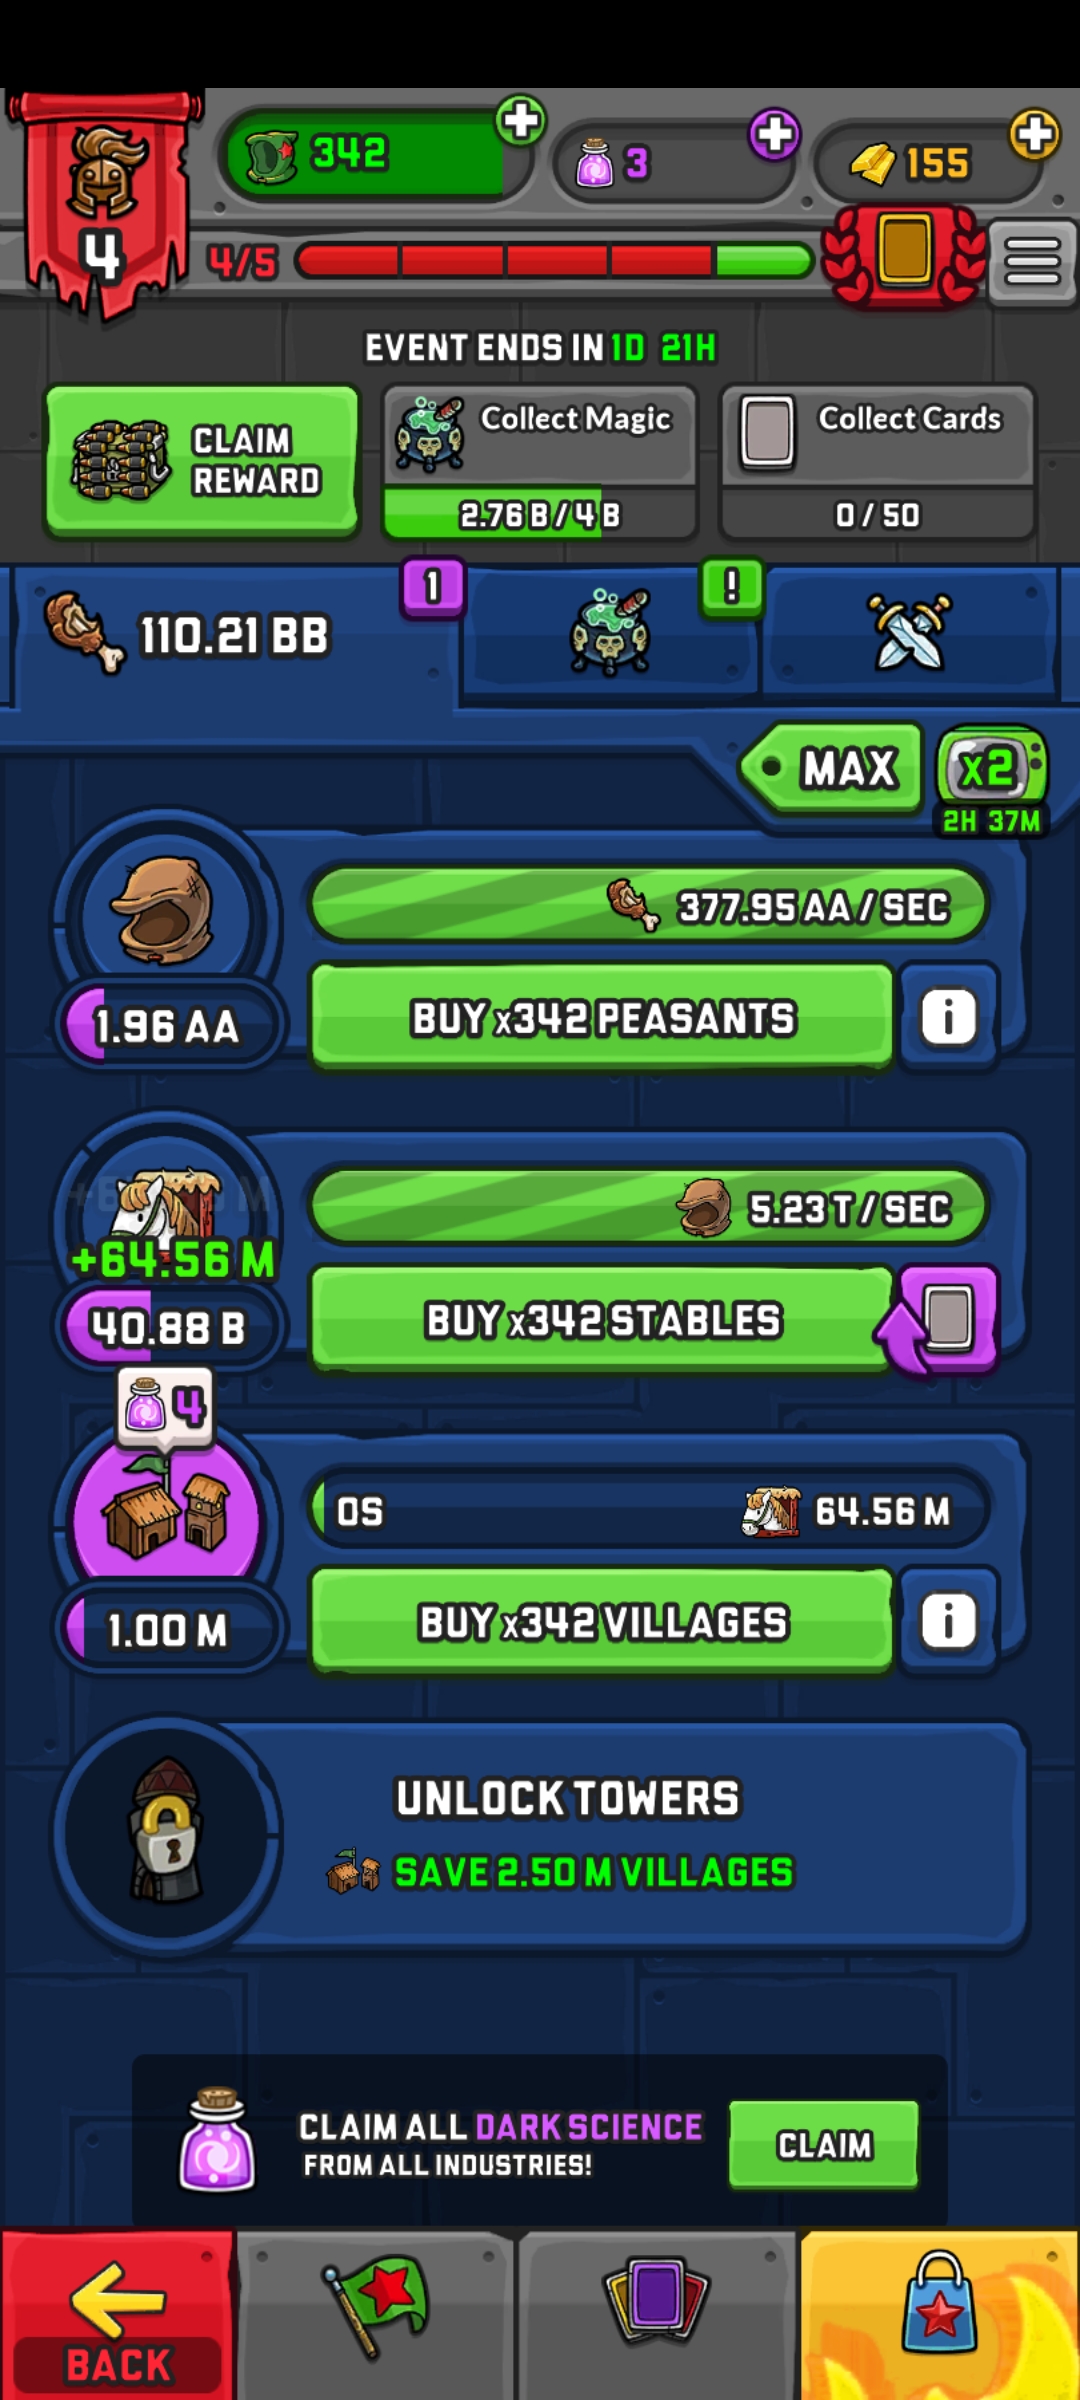 342
3
155
4
4/5
EVENT ENDS IN 1D 21H
CLAIM
REWARD
Collect Magic
2.76 B / 4 B
Collect Cards
0 / 50
110.21 BB
1
!
MAX
x2
2H 37M
377.95 AA / SEC
1.96 AA
BUY x342 PEASANTS
i
5.23 T / SEC
+64.56 M
40.88 B
BUY x342 STABLES
4
0S
64.56 M
1.00 M
BUY x342 VILLAGES
i
UNLOCK TOWERS
SAVE 2.50 M VILLAGES
CLAIM ALL DARK SCIENCE
FROM ALL INDUSTRIES!
CLAIM
BACK